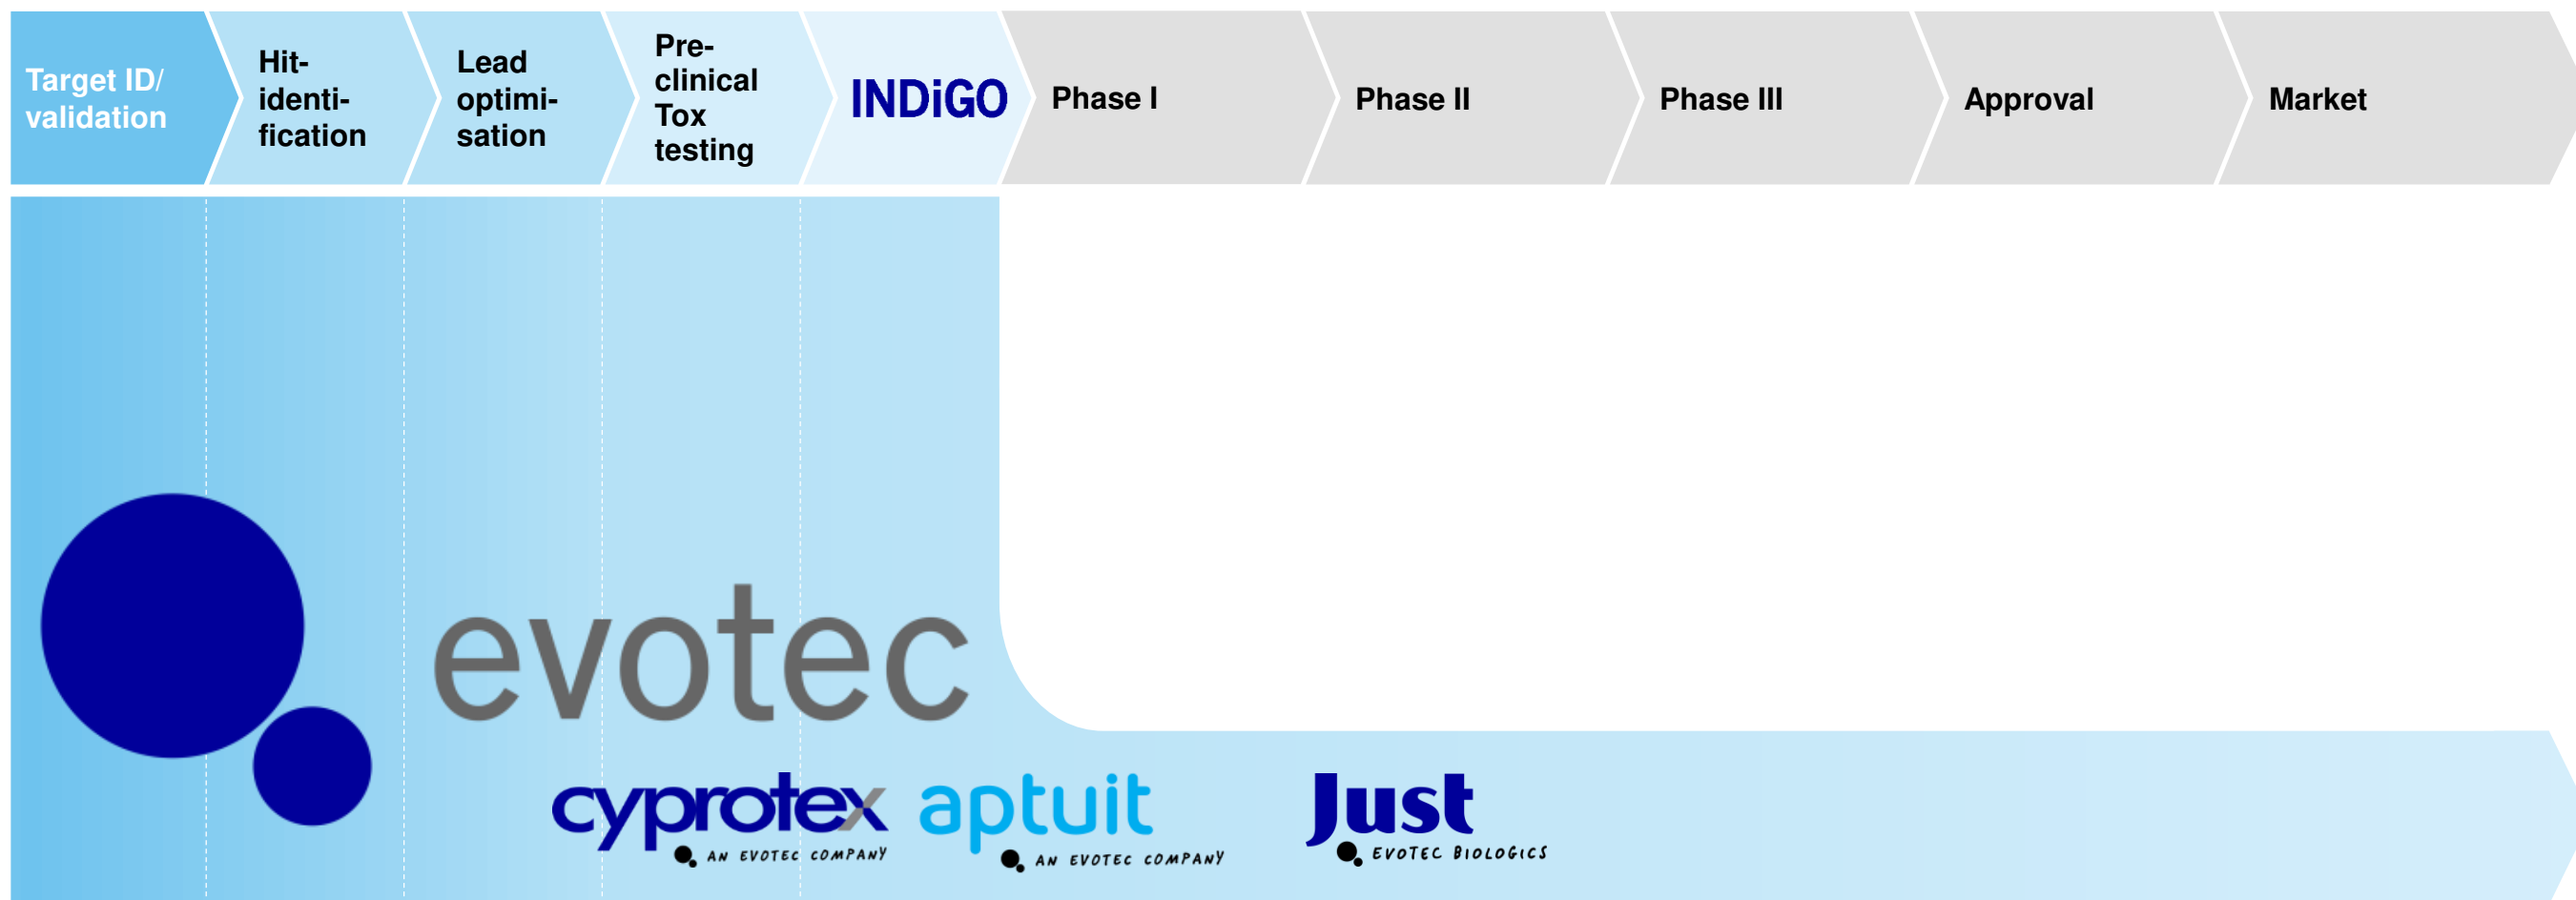 Target ID/
validation
Hit-
identi-
fication
Lead
optimi-
sation
Pre-
clinical
Tox
testing
INDiGO
Phase I
Phase II
Phase III
Approval
Market
evotec
cyprotex
AN EVOTEC COMPANY
aptuit
AN EVOTEC COMPANY
Just
EVOTEC BIOLOGICS